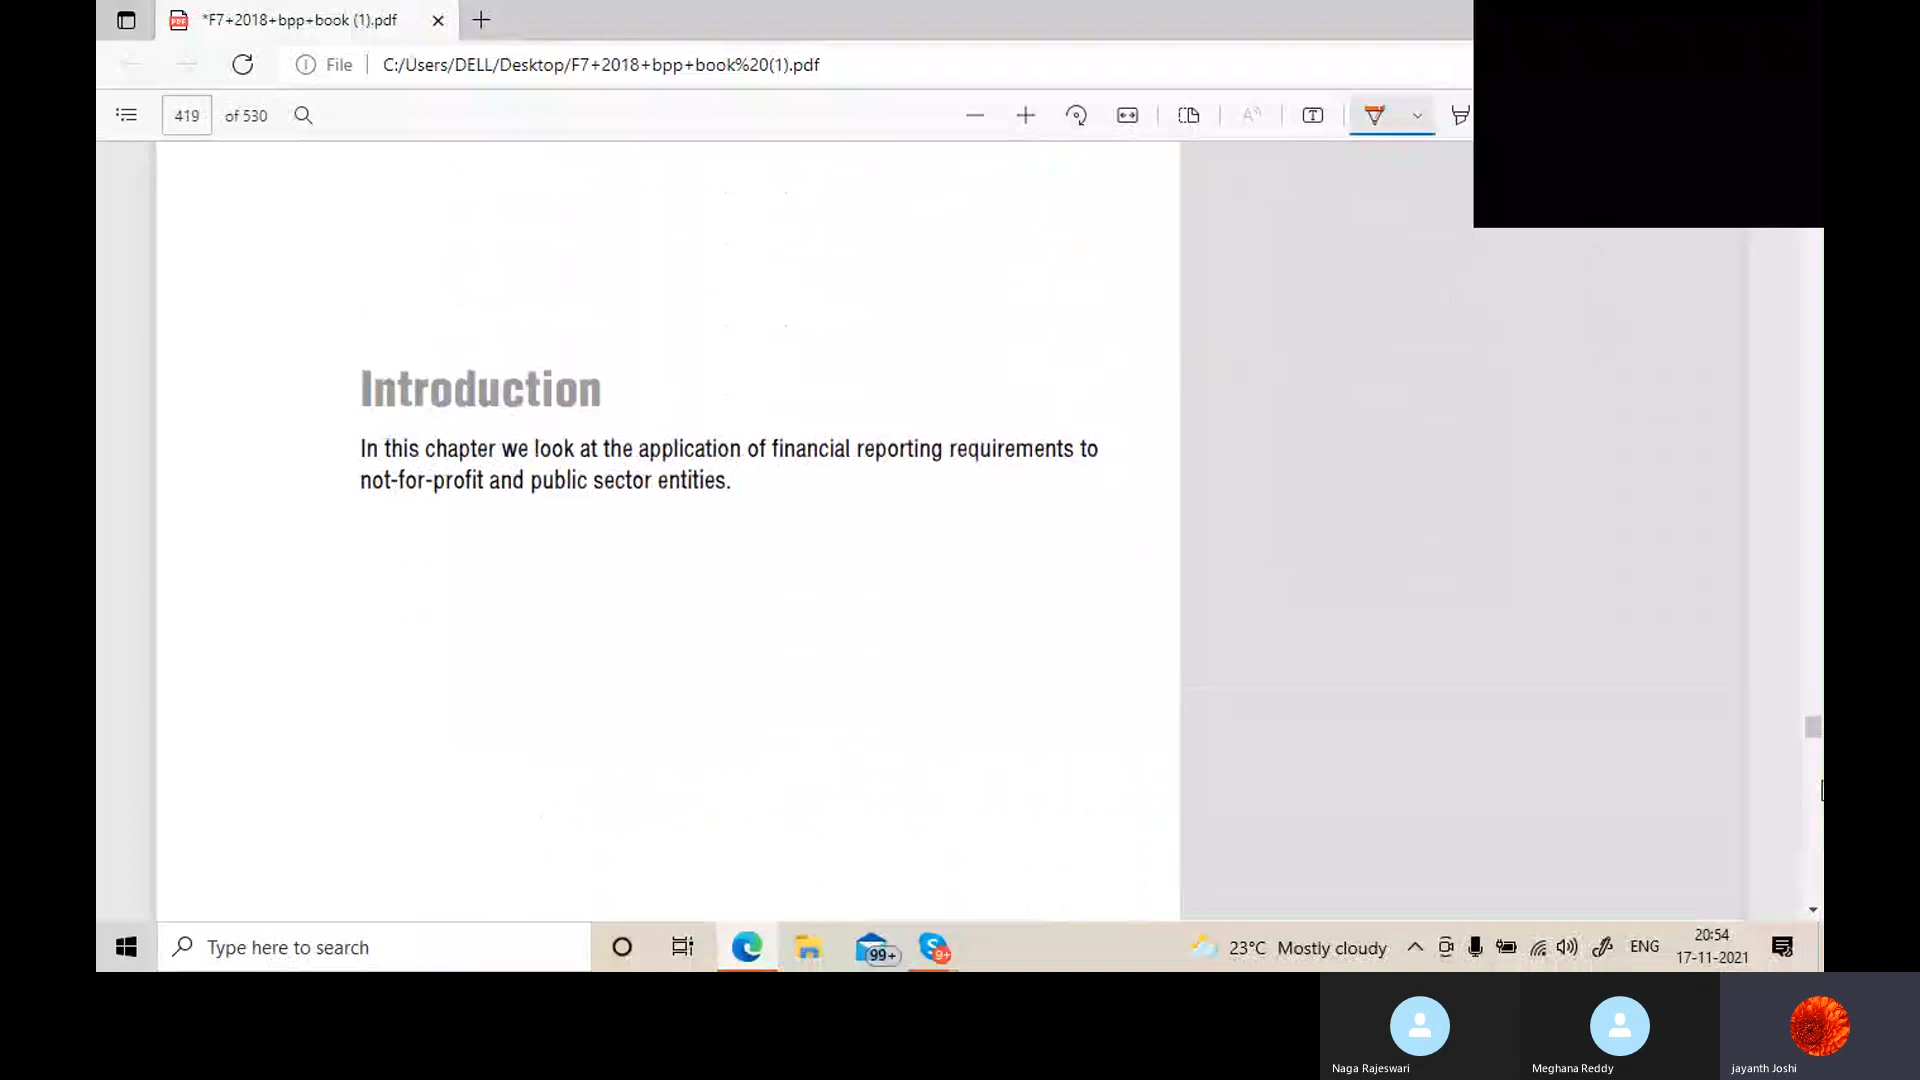 *F7+2018+bpp+book (1).pdf
File
C:/Users/DELL/Desktop/F7+2018+bpp+book%20(1).pdf
419 of 530
Introduction
In this chapter we look at the application of financial reporting requirements to
not-for-profit and public sector entities.
Type here to search
99+
9+
23°C Mostly cloudy
ENG
20:54
17-11-2021
Naga Rajeswari
Meghana Reddy
jayanth Joshi